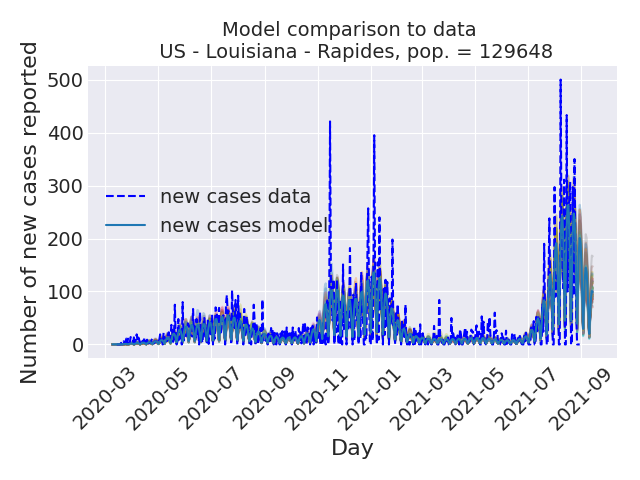 Model comparison to data
US - Louisiana - Rapides, pop. = 129648
Number of new cases reported
500
400
300
200
100
0
new cases data
new cases model
2020-03
2020-05
2020-07
2020-09
2020-11
2021-01
2021-03
2021-05
2021-07
2021-09
Day